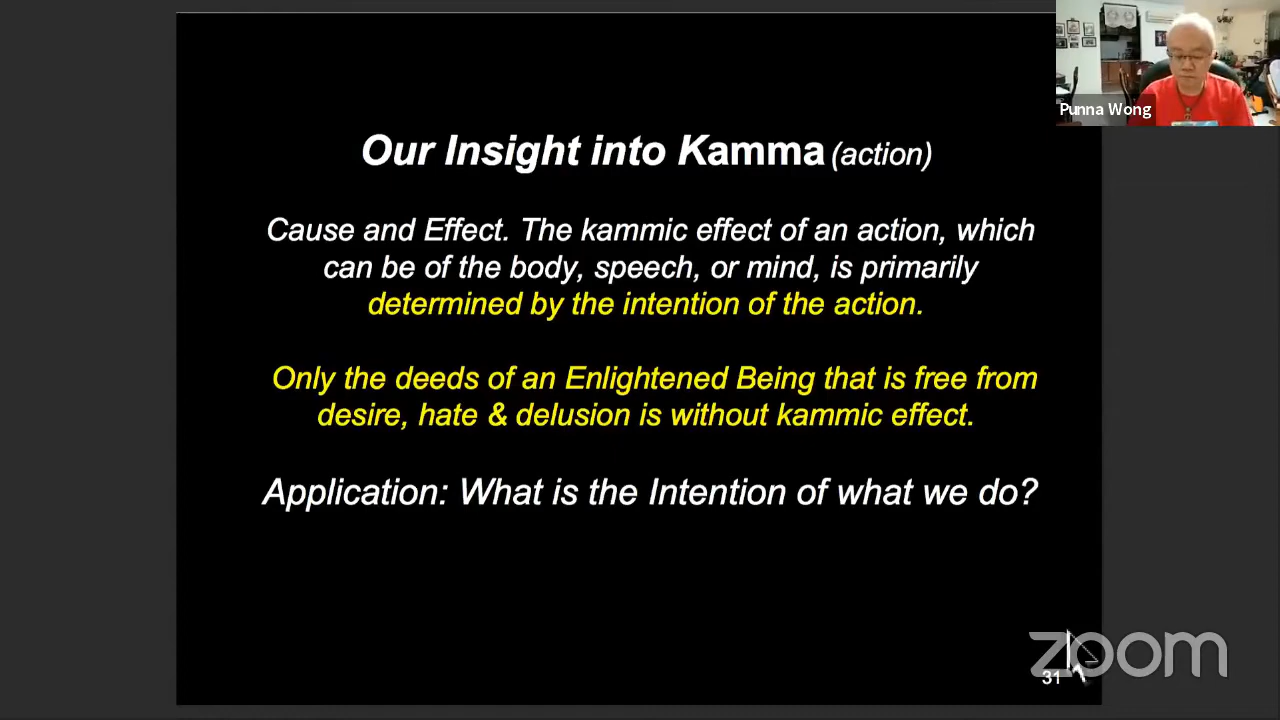 Punna Wong
Our Insight into Kamma (action)
Cause and Effect. The kammic effect of an action, which
can be of the body, speech, or mind, is primarily
determined by the intention of the action.
Only the deeds of an Enlightened Being that is free from
desire, hate & delusion is without kammic effect.
Application: What is the Intention of what we do?
zoom
31